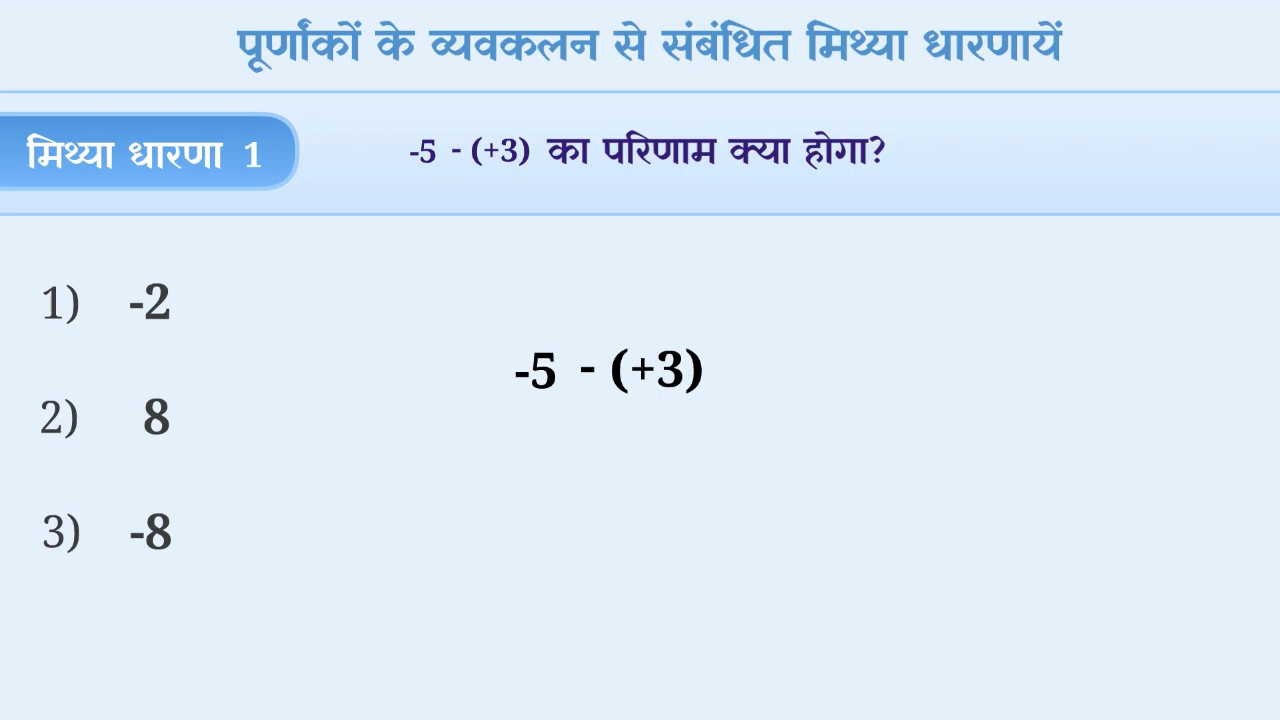 पूर्णांकों के व्यवकलन से संबंधित मिथ्या धारणायें
मिथ्या धारणा 1
-5 - (+3) का परिणाम क्या होगा?
1) -2
-5 - (+3)
2) 8
3) -8